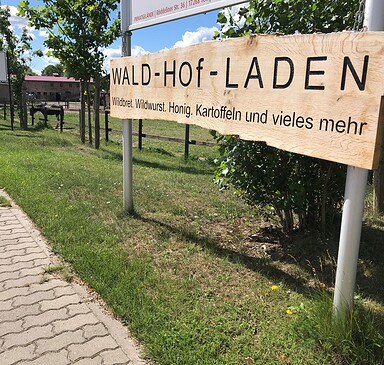 WALD-Hof-LADEN
Wildbret. Wildwurst. Honig. Kartoffeln und vieles mehr